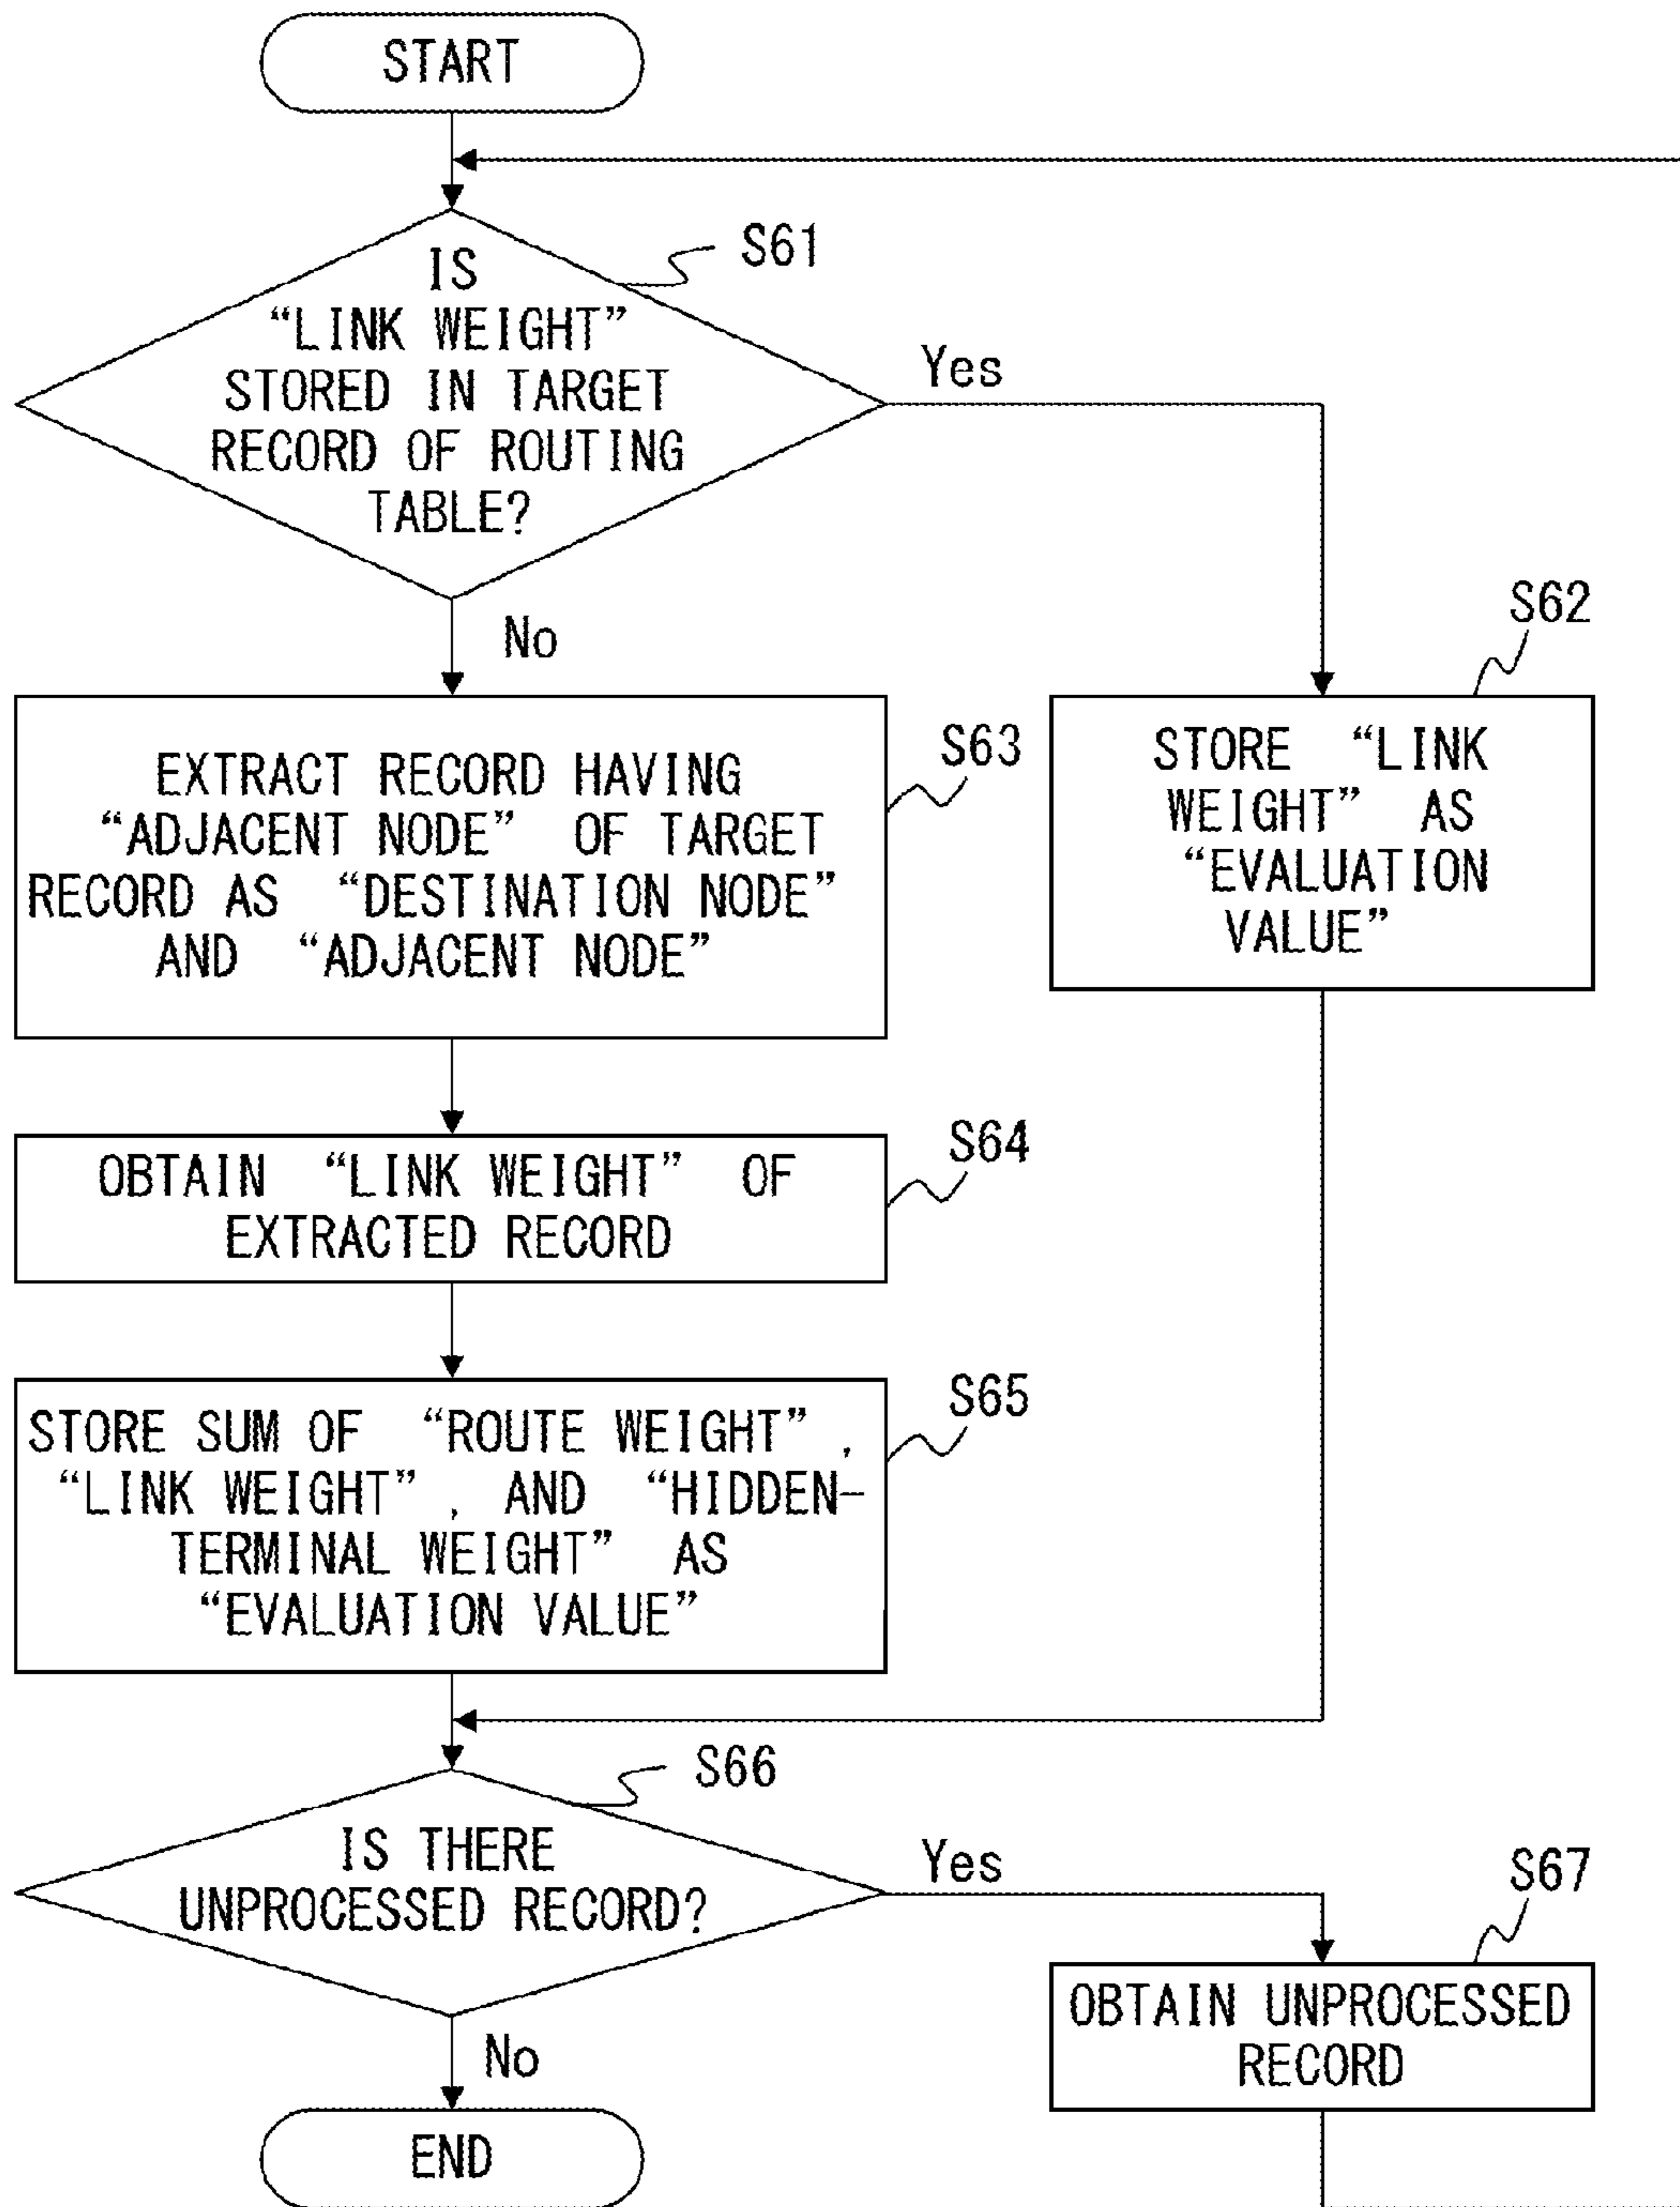 START
S61
IS
“LINK WEIGHT”
STORED IN TARGET
RECORD OF ROUTING
TABLE?
Yes
No
S62
STORE “LINK
WEIGHT” AS
“EVALUATION
VALUE”
S63
EXTRACT RECORD HAVING
“ADJACENT NODE” OF TARGET
RECORD AS “DESTINATION NODE”
AND “ADJACENT NODE”
S64
OBTAIN “LINK WEIGHT” OF
EXTRACTED RECORD
S65
STORE SUM OF “ROUTE WEIGHT”,
“LINK WEIGHT”, AND “HIDDEN-
TERMINAL WEIGHT” AS
“EVALUATION VALUE”
S66
IS THERE
UNPROCESSED RECORD?
Yes
No
S67
OBTAIN UNPROCESSED
RECORD
END